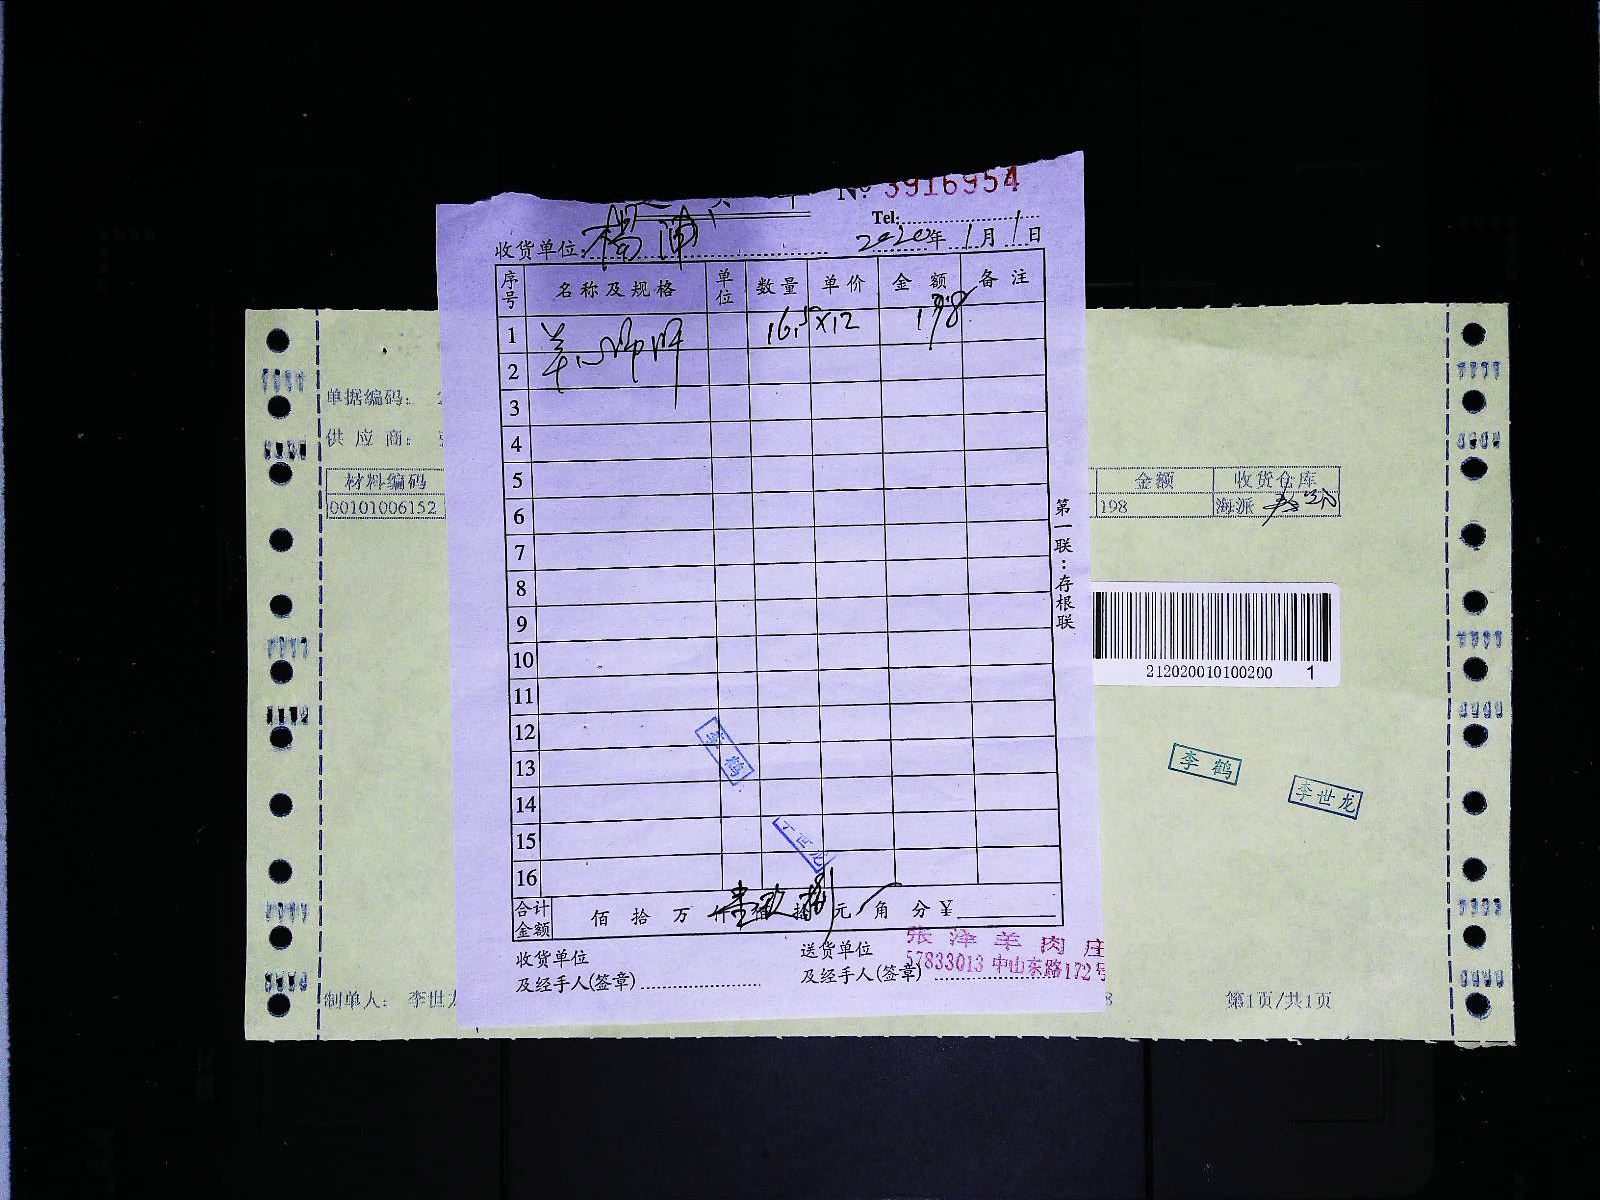 № 3916954
Tel:
收货单位: 杨浦 2020年1月1日
序号 名称及规格 单位 数量 单价 金额 备注
1 羊 16.5 x12 198
2
3
4
5
6
7
8
9
10
11
12
13
14
15
16
合计金额 佰 拾 万 仟 佰 拾 元 角 分 ¥
收货单位
及经手人(签章)
送货单位
及经手人(签章)
张泽羊肉庄
57833013 中山东路172号
第一联:存根联
李鹤
李世龙
单据编码:
供应商:
材料编码
00101006152
金额 收货仓库
198 海派
212020010100200 1
李鹤
李世龙
制单人: 李世
第1页/共1页